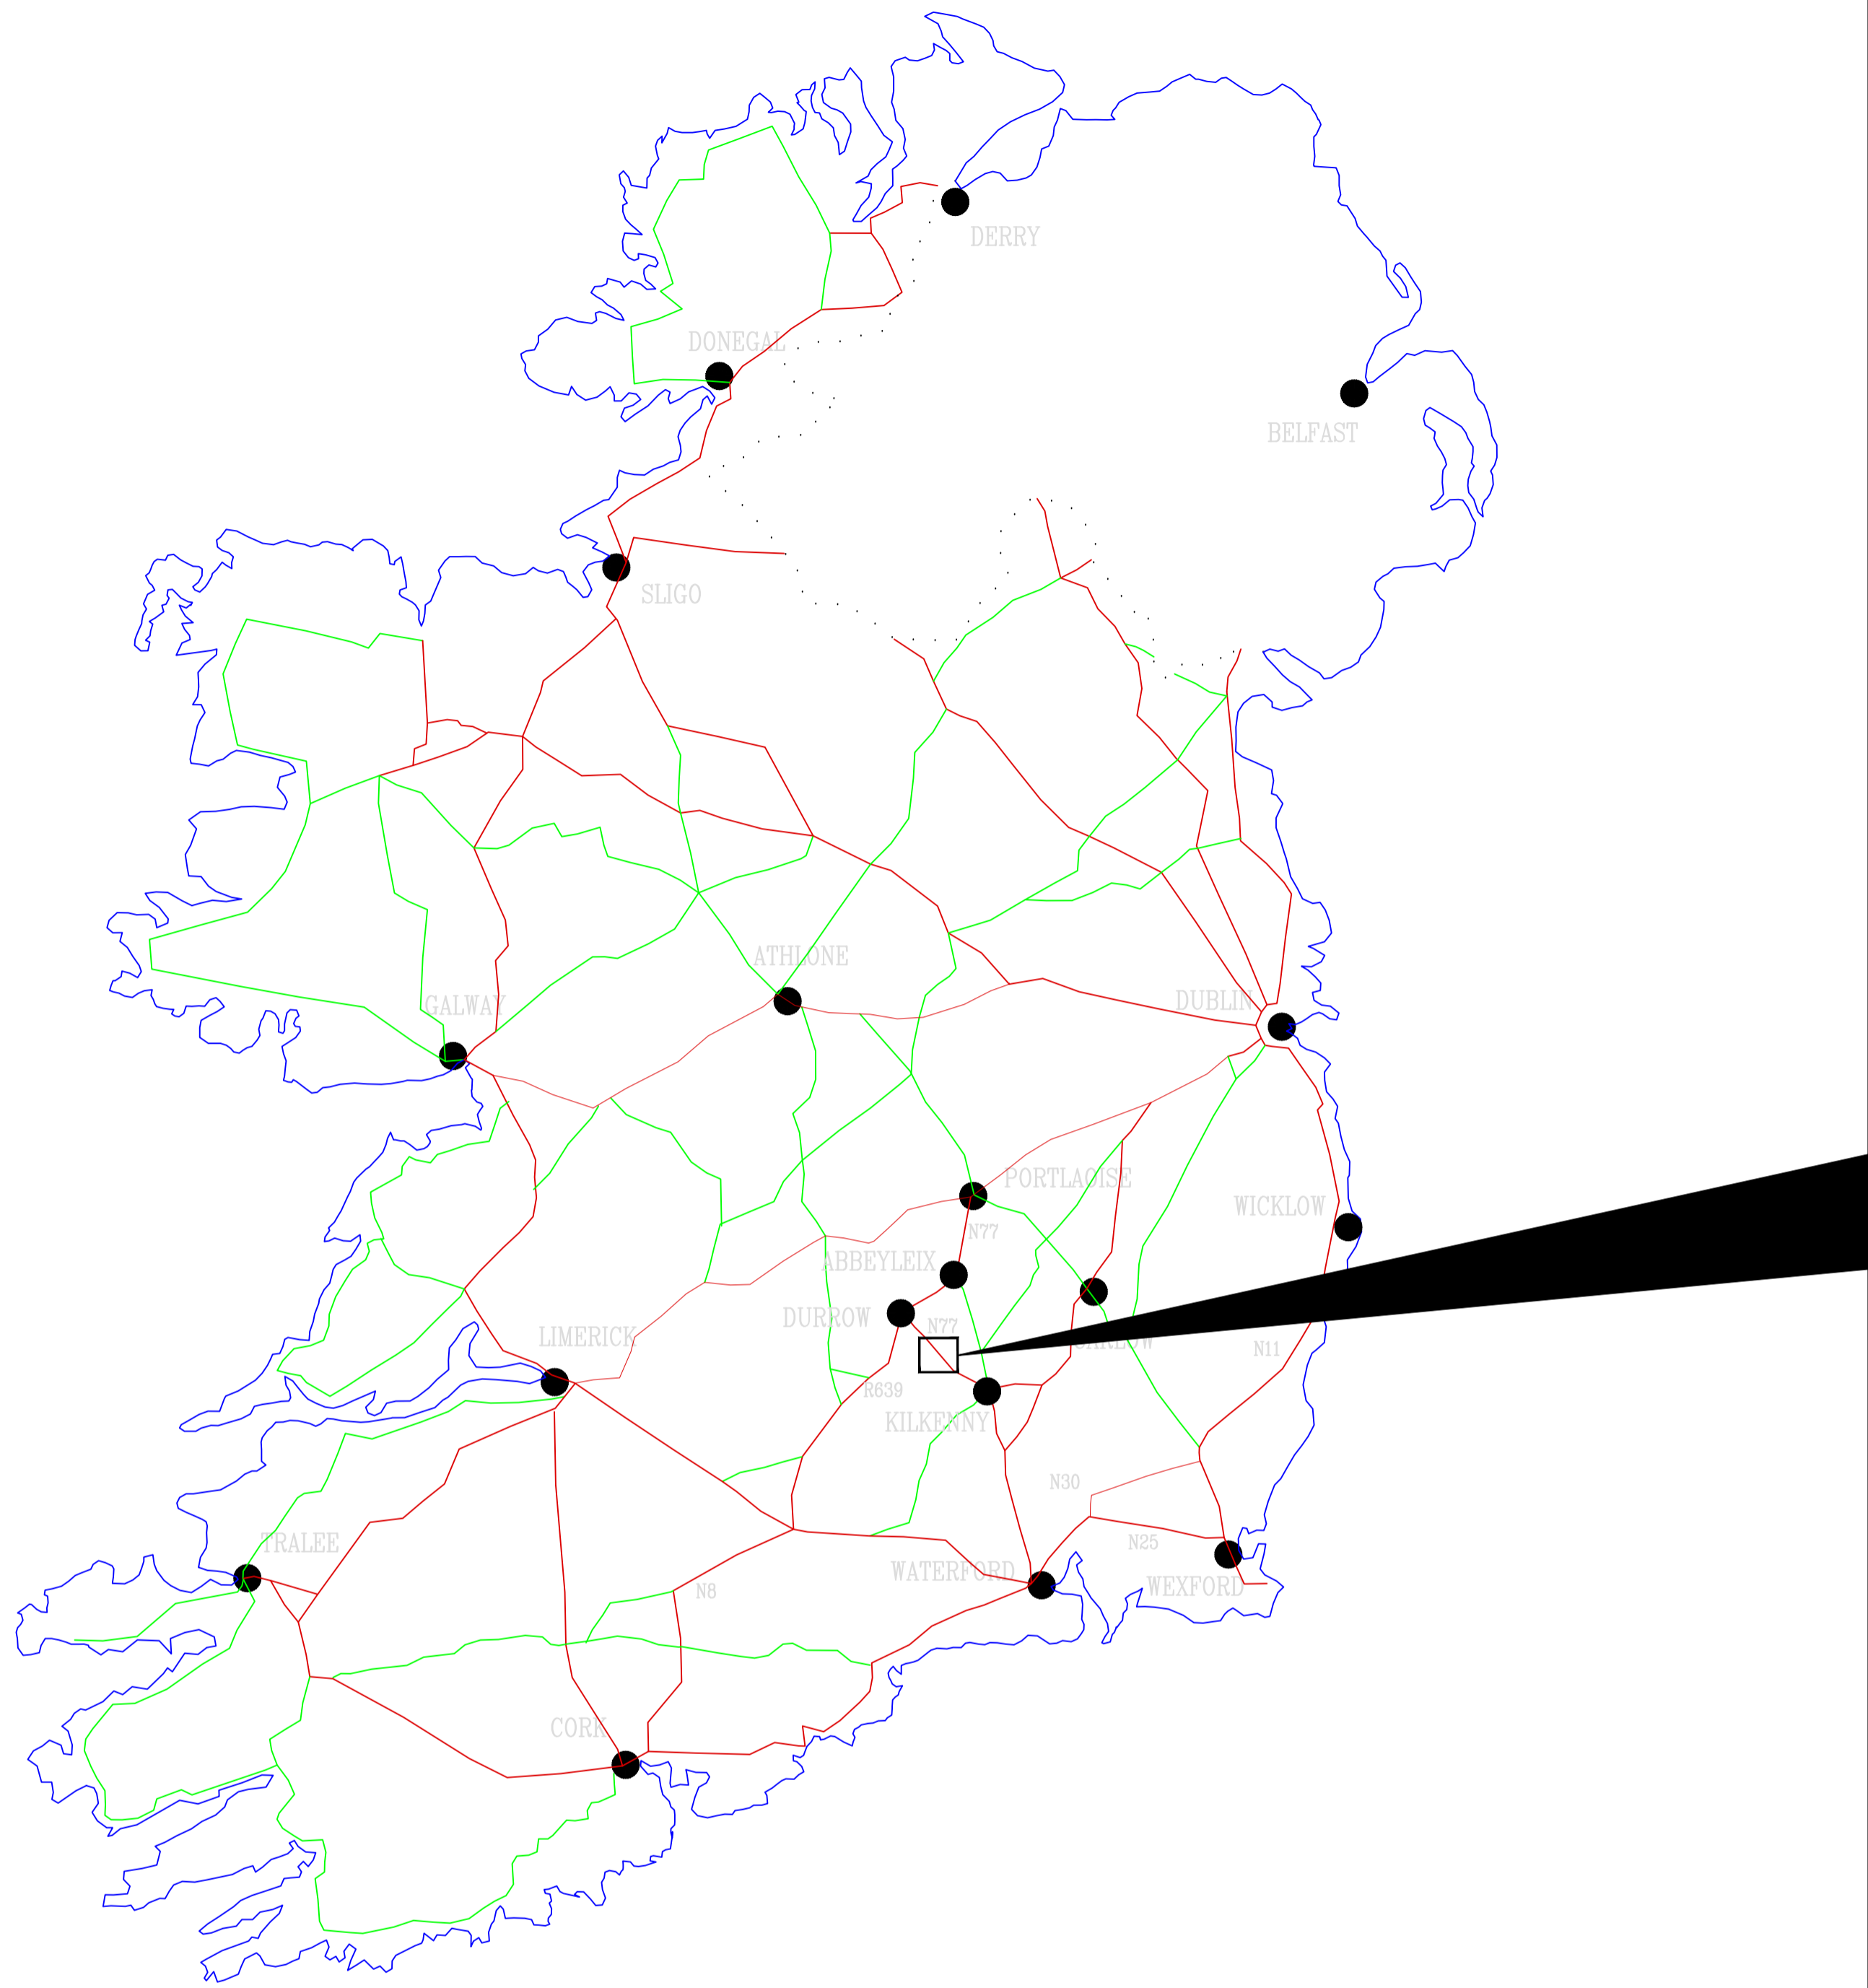 DERRY
DONEGAL
BELFAST
SLIGO
ATHLONE
GALWAY
DUBLIN
PORTLAOISE
WICKLOW
N77
ABBEYLEIX
DURROW
N77
LIMERICK
CARLOW
N11
R639
KILKENNY
N30
TRALEE
N25
WATERFORD
WEXFORD
N8
CORK